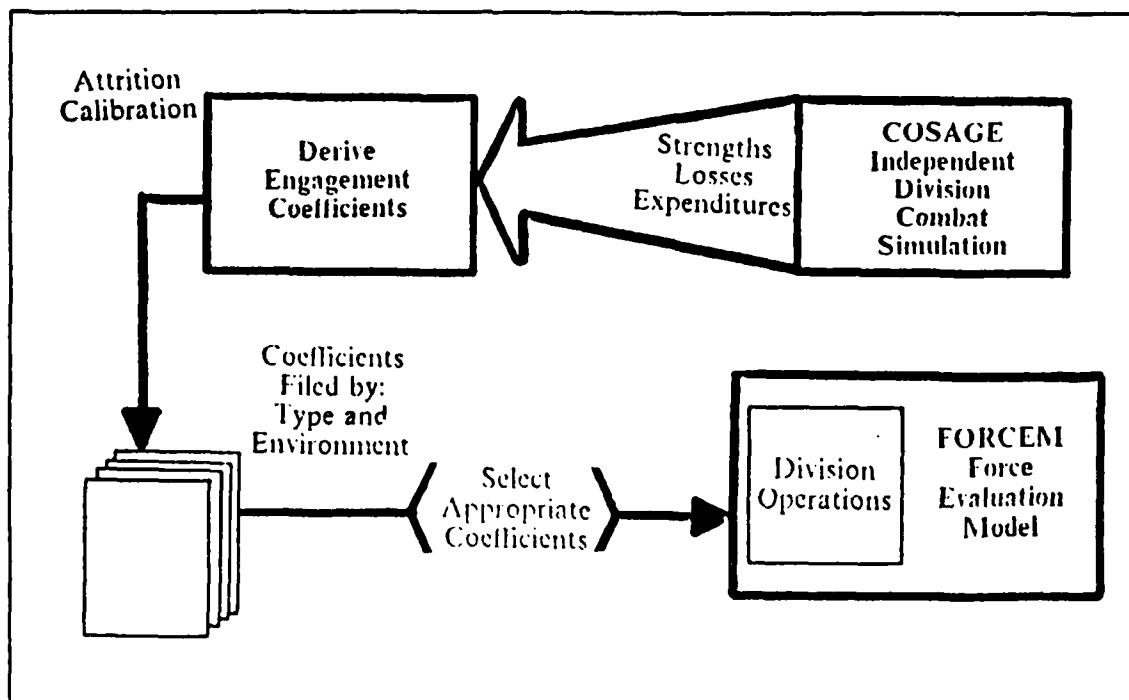 Attrition
Calibration
Derive
Engagement
Coefficients
Strengths
Losses
Expenditures
COSAGE
Independent
Division
Combat
Simulation
Coefficients
Filed by:
Type and
Environment
Select
Appropriate
Coefficients
Division
Operations
FORCEM
Force
Evaluation
Model